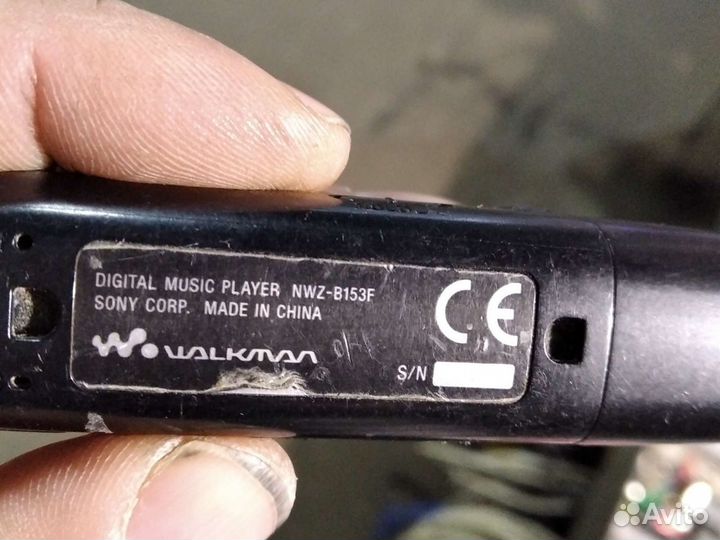 DIGITAL MUSIC PLAYER NWZ-B153F
SONY CORP. MADE IN CHINA
WALKMAN
CE
S/N
Avito